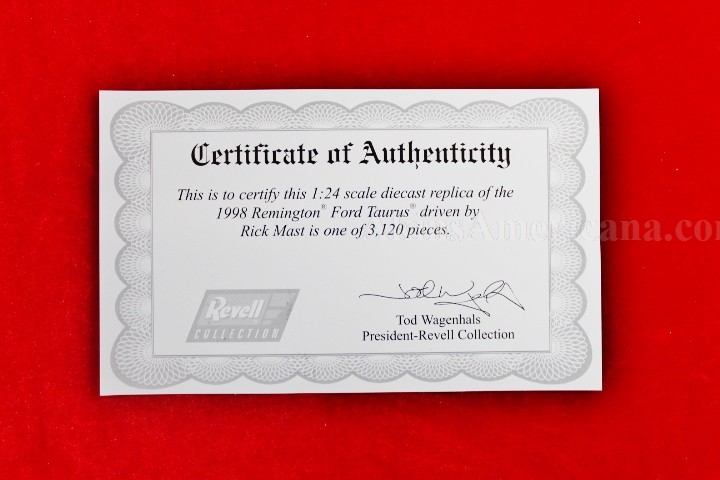 Certificate of Authenticity
This is to certify this 1:24 scale diecast replica of the
1998 Remington® Ford Taurus® driven by
Rick Mast is one of 3,120 pieces.
Revell
COLLECTION
Tod Wagenhals
President-Revell Collection